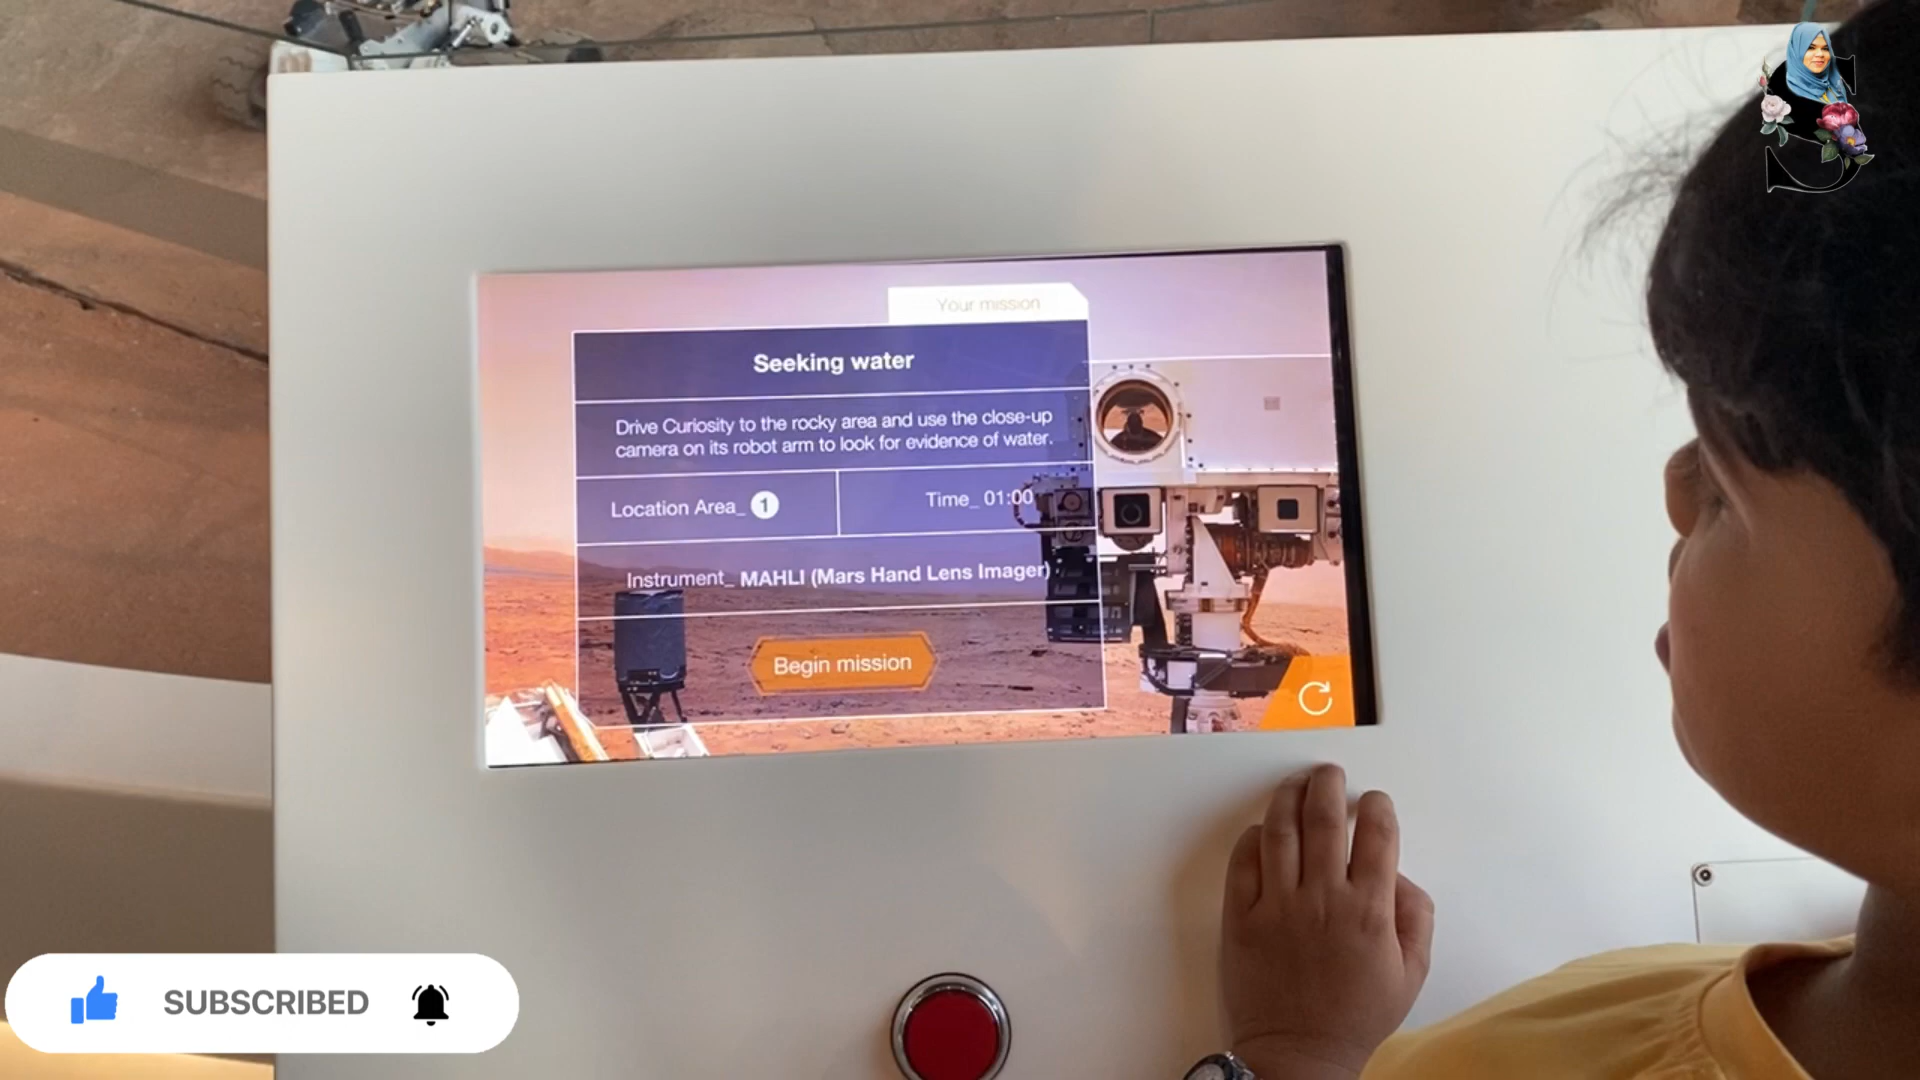 Your mission
Seeking water
Drive Curiosity to the rocky area and use the close-up
camera on its robot arm to look for evidence of water.
Location Area_ 1
Time_ 01:00
Instrument_ MAHLI (Mars Hand Lens Imager)
Begin mission
S
SUBSCRIBED